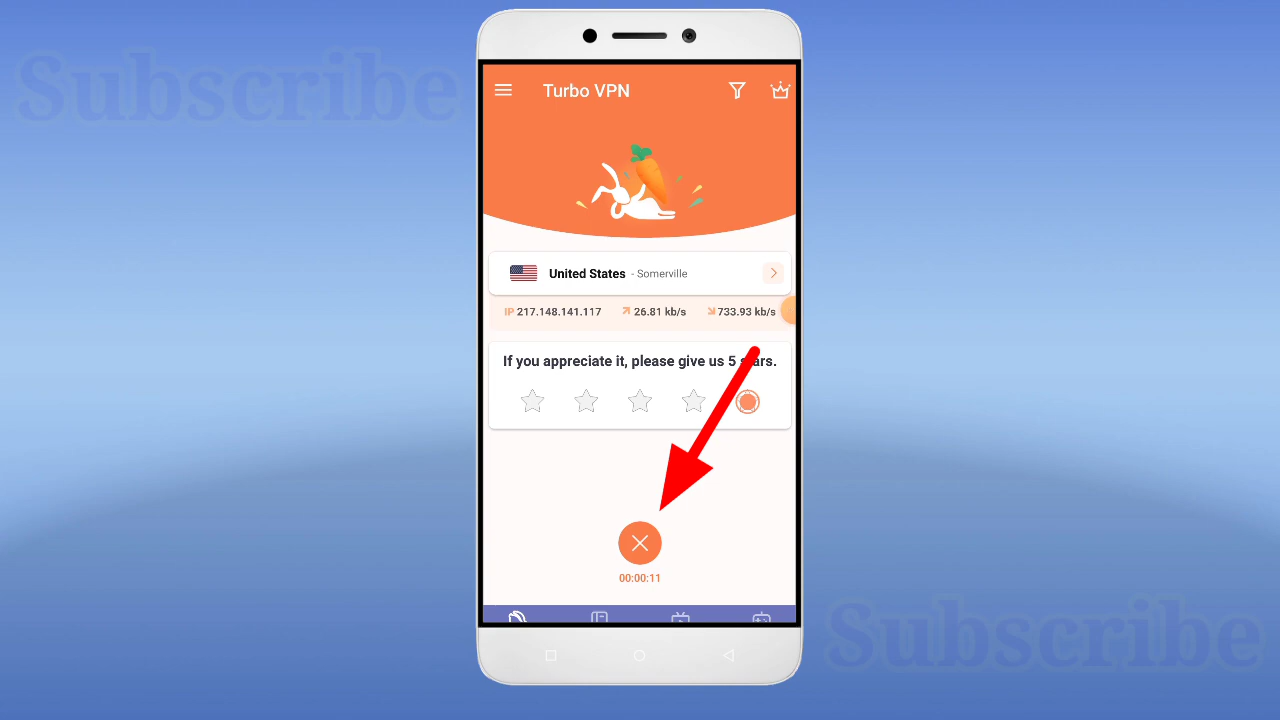 Subscribe
Turbo VPN
United States - Somerville
IP 217.148.141.117 26.81 kb/s 733.93 kb/s
If you appreciate it, please give us 5 stars.
00:00:11
Subscribe